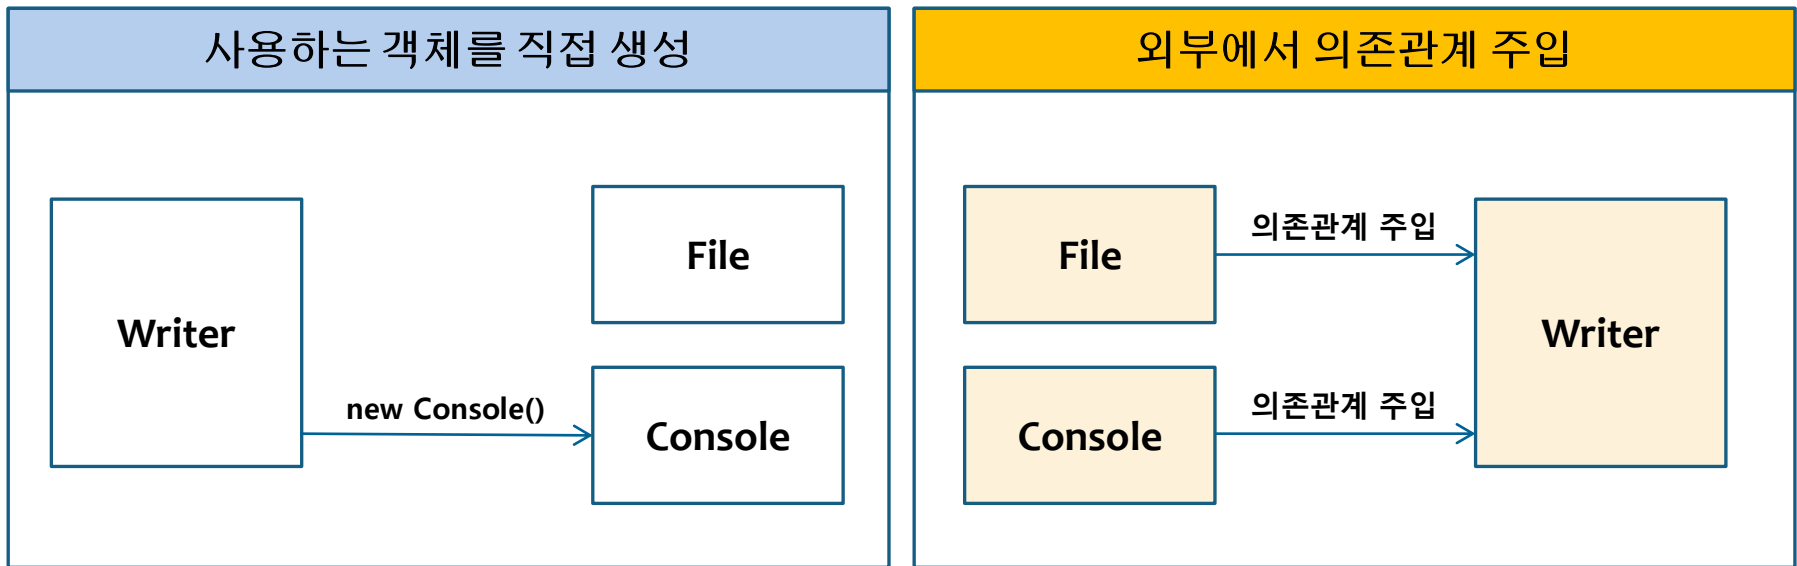 사용하는 객체를 직접 생성
Writer
File
new Console()
Console
외부에서 의존관계 주입
File
의존관계 주입
Writer
Console
의존관계 주입